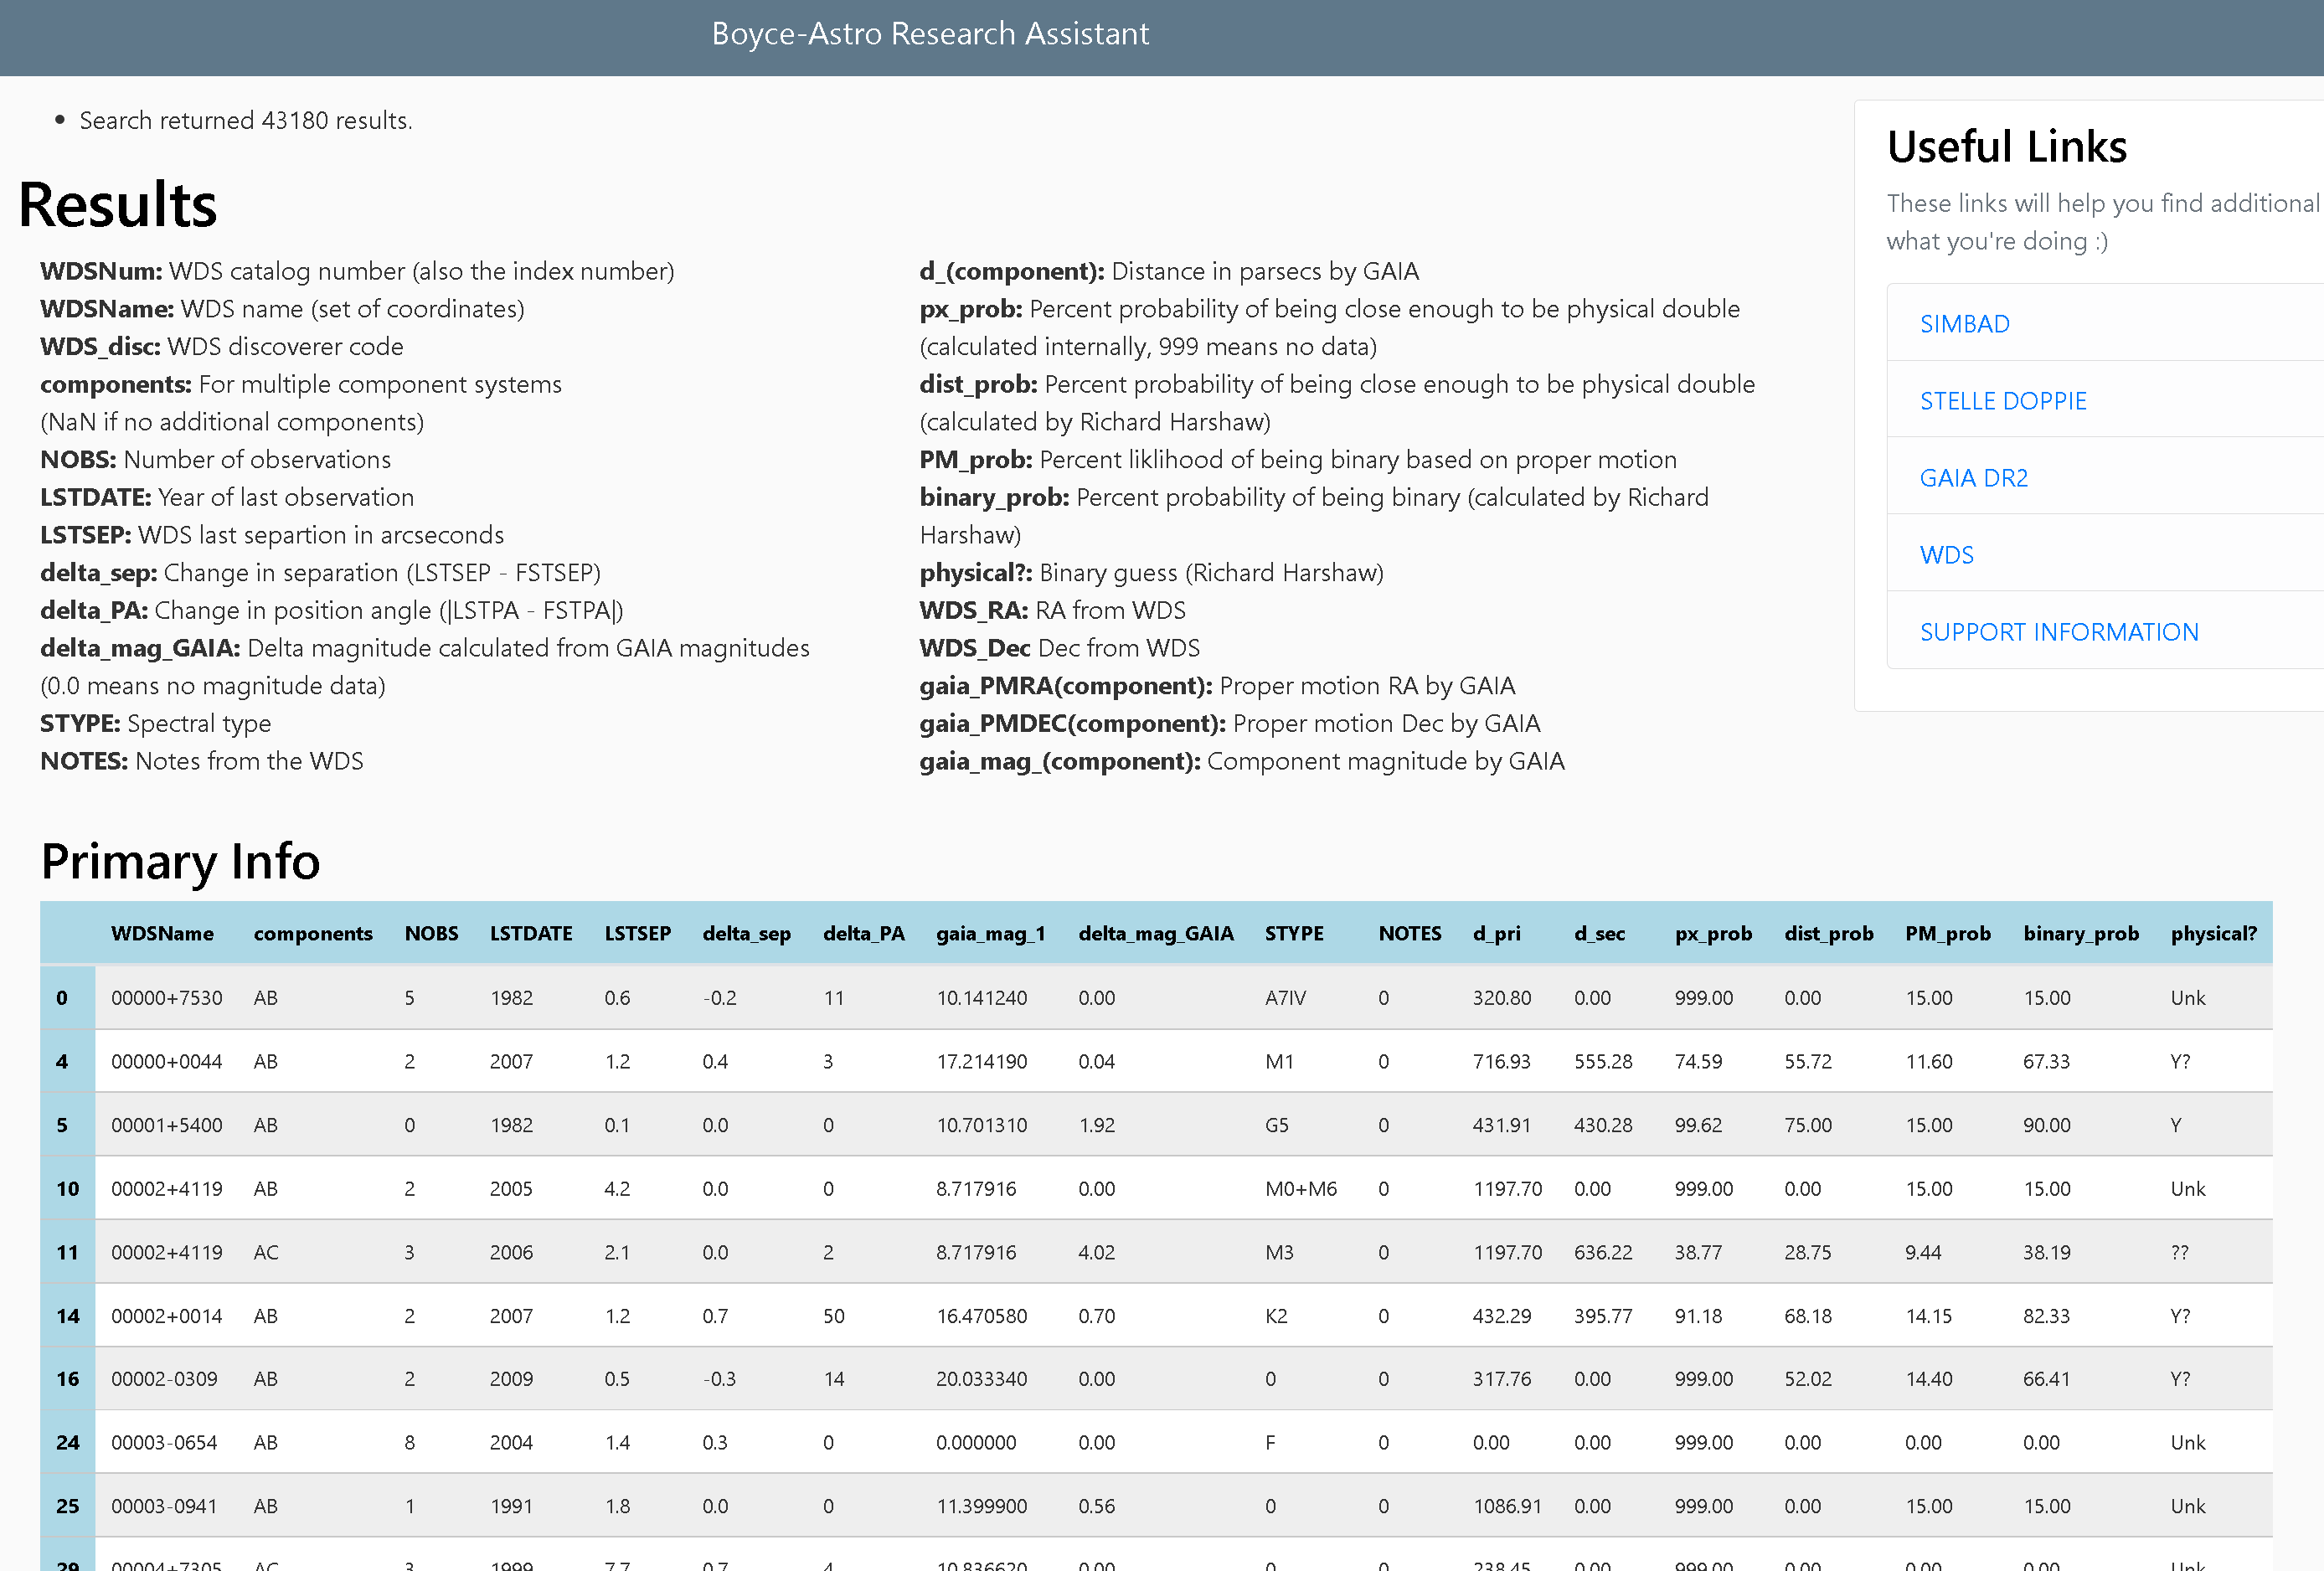 Boyce-Astro Research Assistant
Search returned 43180 results.
Results
WDSNum: WDS catalog number (also the index number)
WDSName: WDS name (set of coordinates)
WDS_disc: WDS discoverer code
components: For multiple component systems
(NaN if no additional components)
NOBS: Number of observations
LSTDATE: Year of last observation
LSTSEP: WDS last separtion in arcseconds
delta_sep: Change in separation (LSTSEP - FSTSEP)
delta_PA: Change in position angle (|LSTPA - FSTPA|)
delta_mag_GAIA: Delta magnitude calculated from GAIA magnitudes
(0.0 means no magnitude data)
STYPE: Spectral type
NOTES: Notes from the WDS
d_(component): Distance in parsecs by GAIA
px_prob: Percent probability of being close enough to be physical double
(calculated internally, 999 means no data)
dist_prob: Percent probability of being close enough to be physical double
(calculated by Richard Harshaw)
PM_prob: Percent liklihood of being binary based on proper motion
binary_prob: Percent probability of being binary (calculated by Richard
Harshaw)
physical?: Binary guess (Richard Harshaw)
WDS_RA: RA from WDS
WDS_Dec Dec from WDS
gaia_PMRA(component): Proper motion RA by GAIA
gaia_PMDEC(component): Proper motion Dec by GAIA
gaia_mag_(component): Component magnitude by GAIA
Useful Links
These links will help you find additional
what you're doing :)
SIMBAD
STELLE DOPPIE
GAIA DR2
WDS
SUPPORT INFORMATION
Primary Info
WDSName components NOBS LSTDATE LSTSEP delta_sep delta_PA gaia_mag_1 delta_mag_GAIA STYPE NOTES d_pri d_sec px_prob dist_prob PM_prob binary_prob physical?
0 00000+7530 AB 5 1982 0.6 -0.2 11 10.141240 0.00 A7IV 0 320.80 0.00 999.00 0.00 15.00 15.00 Unk
4 00000+0044 AB 2 2007 1.2 0.4 3 17.214190 0.04 M1 0 716.93 555.28 74.59 55.72 11.60 67.33 Y?
5 00001+5400 AB 0 1982 0.1 0.0 0 10.701310 1.92 G5 0 431.91 430.28 99.62 75.00 15.00 90.00 Y
10 00002+4119 AB 2 2005 4.2 0.0 0 8.717916 0.00 M0+M6 0 1197.70 0.00 999.00 0.00 15.00 15.00 Unk
11 00002+4119 AC 3 2006 2.1 0.0 2 8.717916 4.02 M3 0 1197.70 636.22 38.77 28.75 9.44 38.19 ??
14 00002+0014 AB 2 2007 1.2 0.7 50 16.470580 0.70 K2 0 432.29 395.77 91.18 68.18 14.15 82.33 Y?
16 00002-0309 AB 2 2009 0.5 -0.3 14 20.033340 0.00 0 0 317.76 0.00 999.00 52.02 14.40 66.41 Y?
24 00003-0654 AB 8 2004 1.4 0.3 0 0.000000 0.00 F 0 0.00 0.00 999.00 0.00 0.00 0.00 Unk
25 00003-0941 AB 1 1991 1.8 0.0 0 11.399900 0.56 0 0 1086.91 0.00 999.00 0.00 15.00 15.00 Unk
29 00004+7305 AC 3 1999 7.7 0.7 4 10.836620 0.00 0 0 238.45 0.00 999.00 0.00 0.00 0.00 Unk